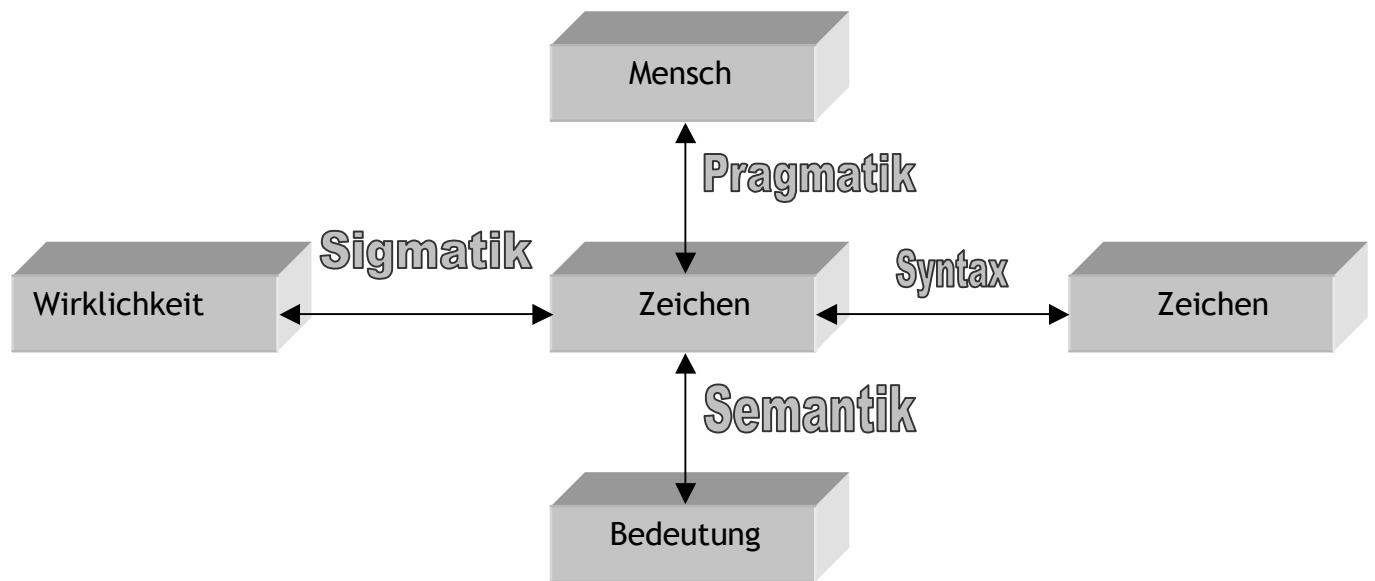 Mensch
Pragmatik
Sigmatik
Syntax
Wirklichkeit
Zeichen
Zeichen
Semantik
Bedeutung